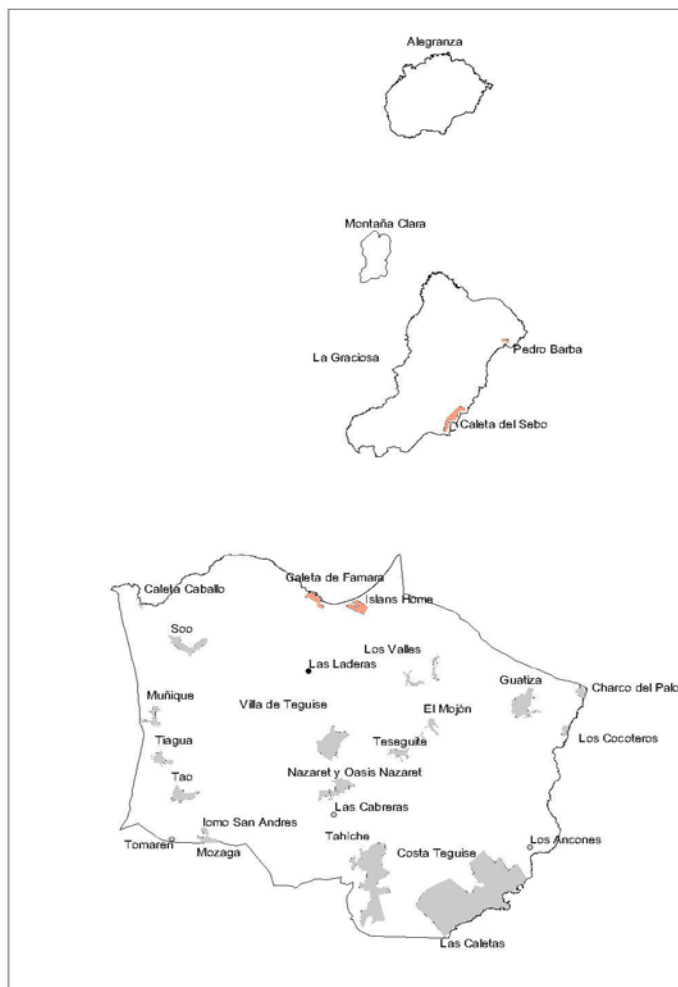 Alegranza
Montaña Clara
La Graciosa
Pedro Barba
Caleta del Sebo
Caleta Caballo
Caleta de Famara
Islans Home
Soo
Los Valles
Las Laderas
Guatiza
Charco del Palo
Muñique
Villa de Teguise
El Mojón
Los Cocoteros
Tiagua
Teseguite
Tao
Nazaret y Oasis Nazaret
Las Cabreras
lomo San Andres
Tomaren
Mozaga
Tahiche
Costa Teguise
Los Ancones
Las Caletas